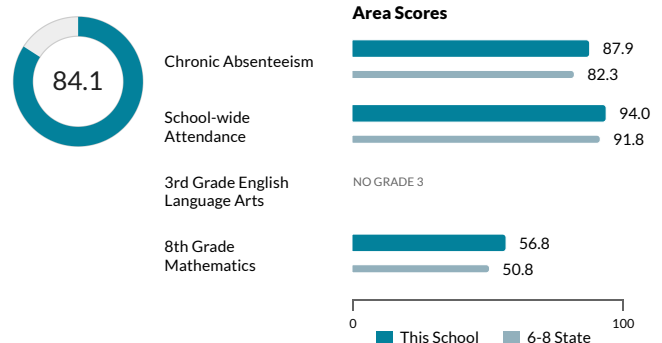 Area Scores
84.1
Chronic Absenteeism
87.9
82.3
School-wide
Attendance
94.0
91.8
3rd Grade English
Language Arts
NO GRADE 3
8th Grade
Mathematics
56.8
50.8
0
100
This School
6-8 State